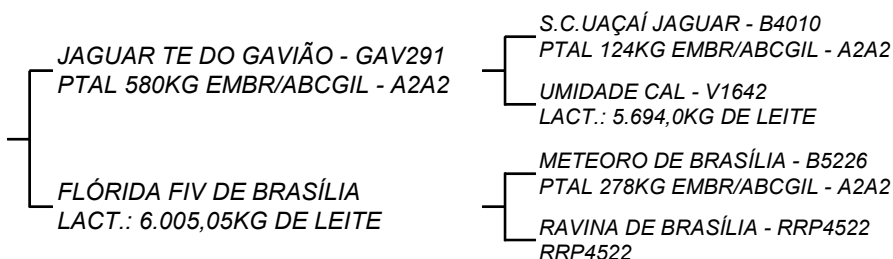 JAGUAR TE DO GAVIÃO - GAV291
PTAL 580KG EMBR/ABCGIL - A2A2
S.C.UAÇAÍ JAGUAR - B4010
PTAL 124KG EMBR/ABCGIL - A2A2
UMIDADE CAL - V1642
LACT.: 5.694,0KG DE LEITE
FLÓRIDA FIV DE BRASÍLIA
LACT.: 6.005,05KG DE LEITE
METEORO DE BRASÍLIA - B5226
PTAL 278KG EMBR/ABCGIL - A2A2
RAVINA DE BRASÍLIA - RRP4522
RRP4522